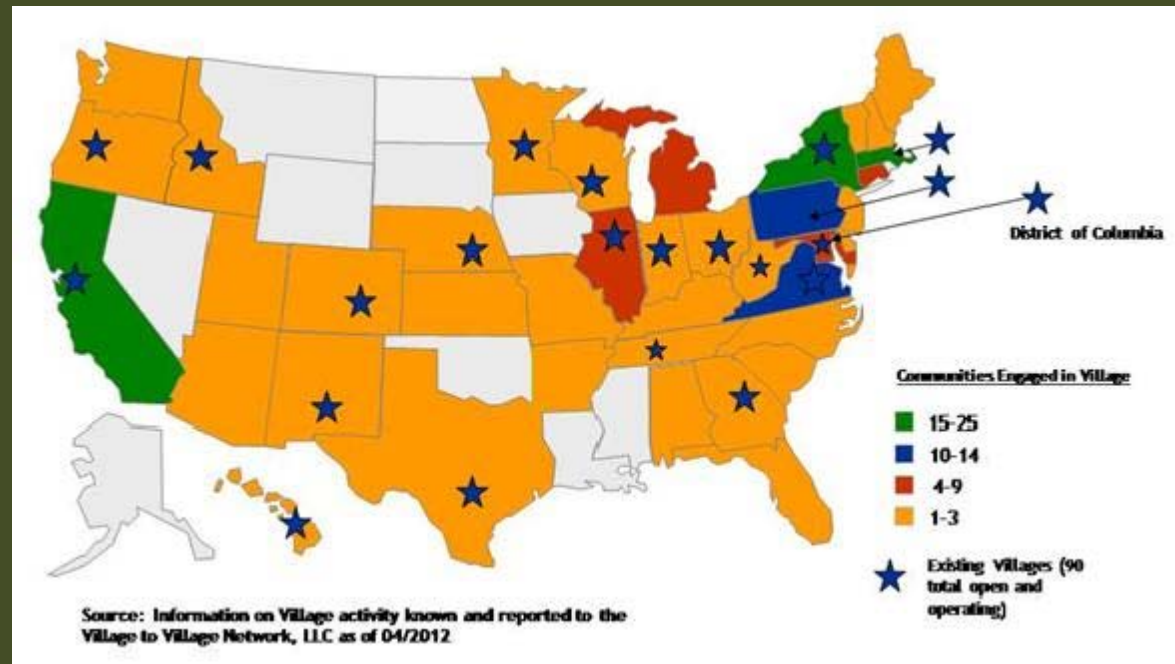 District of Columbia
Communities Engaged in Village
15-25
10-14
4-9
1-3
Existing Villages (90
total open and
operating)
Source: Information on Village activity known and reported to the
Village to Village Network, LLC as of 04/2012